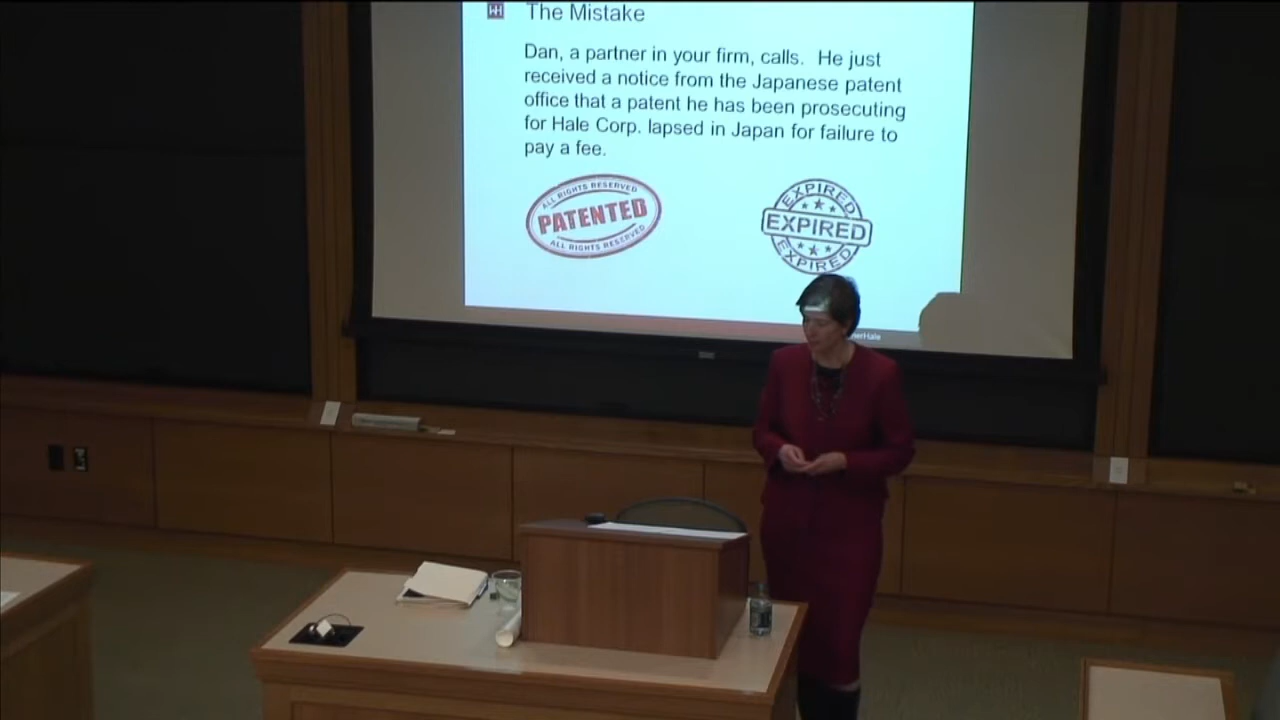 WH The Mistake
Dan, a partner in your firm, calls. He just
received a notice from the Japanese patent
office that a patent he has been prosecuting
for Hale Corp. lapsed in Japan for failure to
pay a fee.
ALL RIGHTS RESERVED
PATENTED
ALL RIGHTS RESERVED
EXPIRED
EXPIRED
EXPIRED